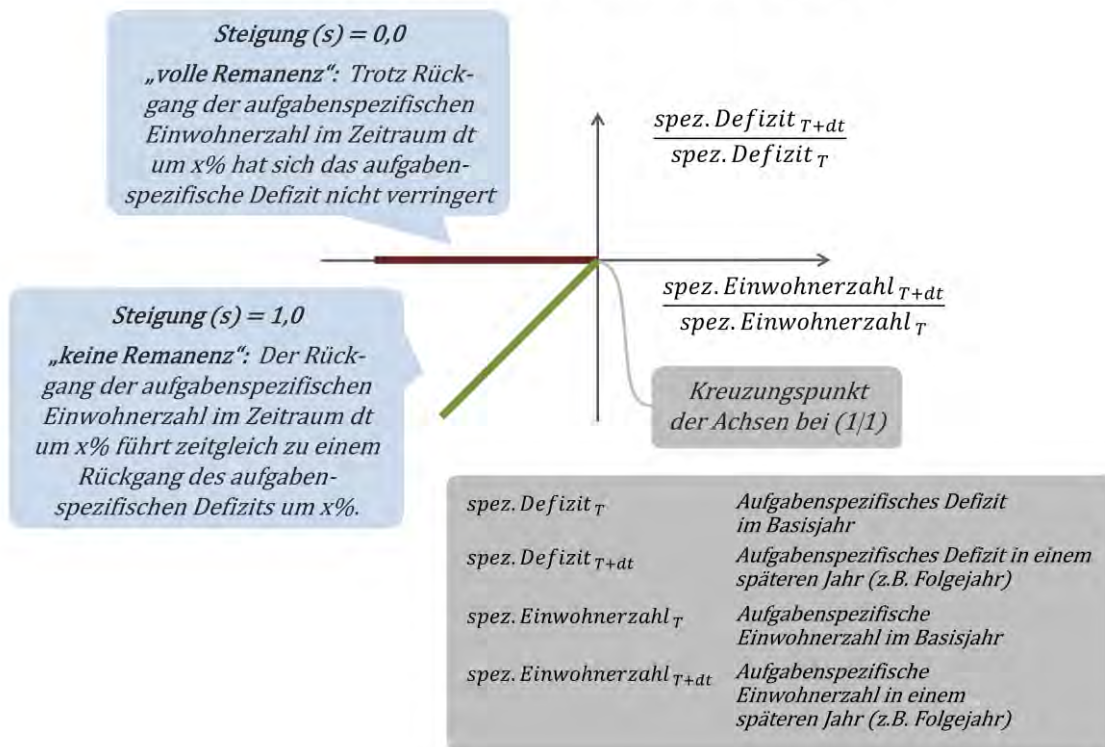 Steigung (s) = 0,0
„volle Remanenz“: Trotz Rück-
gang der aufgabenspezifischen
Einwohnerzahl im Zeitraum dt
um x% hat sich das aufgaben-
spezifische Defizit nicht verringert
spez. Defizit T+dt
spez. Defizit T
spez. Einwohnerzahl T+dt
spez. Einwohnerzahl T
Steigung (s) = 1,0
„keine Remanenz“: Der Rück-
gang der aufgabenspezifischen
Einwohnerzahl im Zeitraum dt
um x% führt zeitgleich zu einem
Rückgang des aufgaben-
spezifischen Defizits um x%.
Kreuzungspunkt
der Achsen bei (1/1)
spez. Defizit T Aufgabenspezifisches Defizit
im Basisjahr
spez. Defizit T+dt Aufgabenspezifisches Defizit in einem
späteren Jahr (z.B. Folgejahr)
spez. Einwohnerzahl T Aufgabenspezifische
Einwohnerzahl im Basisjahr
spez. Einwohnerzahl T+dt Aufgabenspezifische
Einwohnerzahl in einem
späteren Jahr (z.B. Folgejahr)